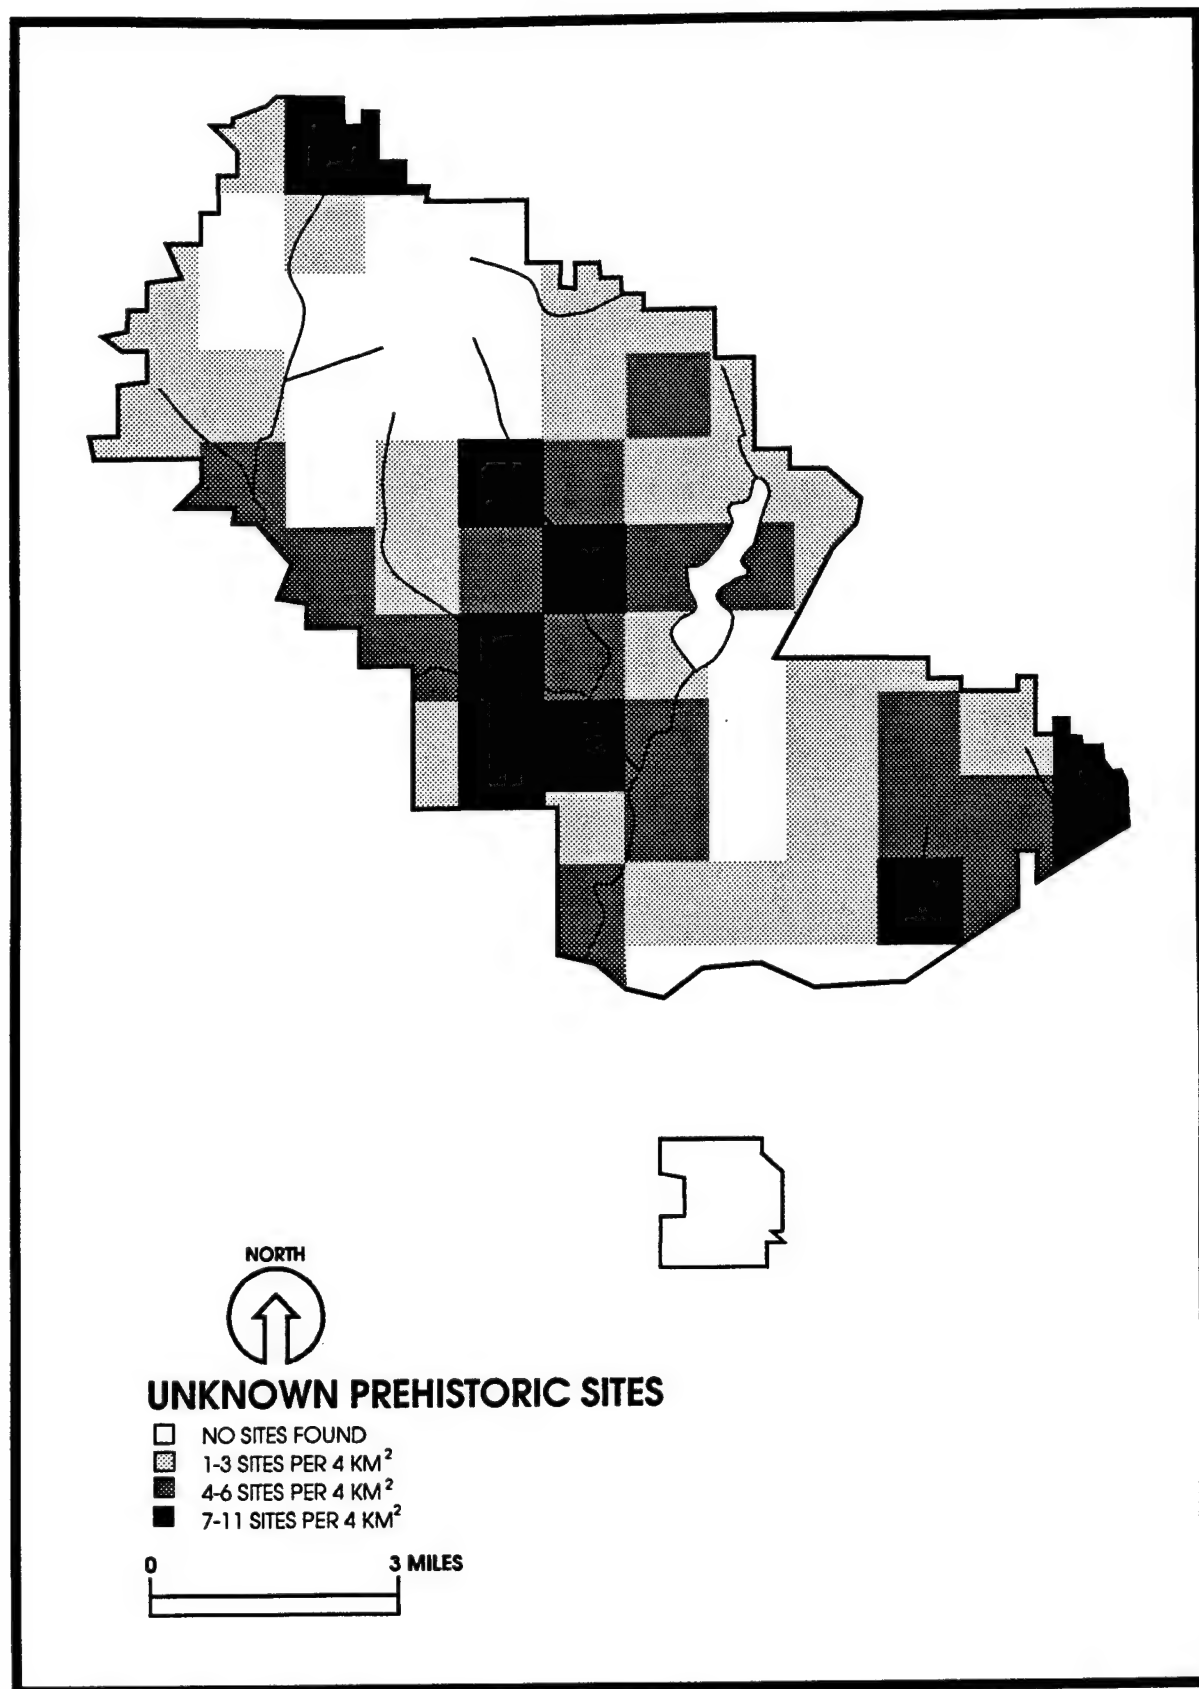 NORTH
UNKNOWN PREHISTORIC SITES
NO SITES FOUND
1-3 SITES PER 4 KM²
4-6 SITES PER 4 KM²
7-11 SITES PER 4 KM²
0 3 MILES